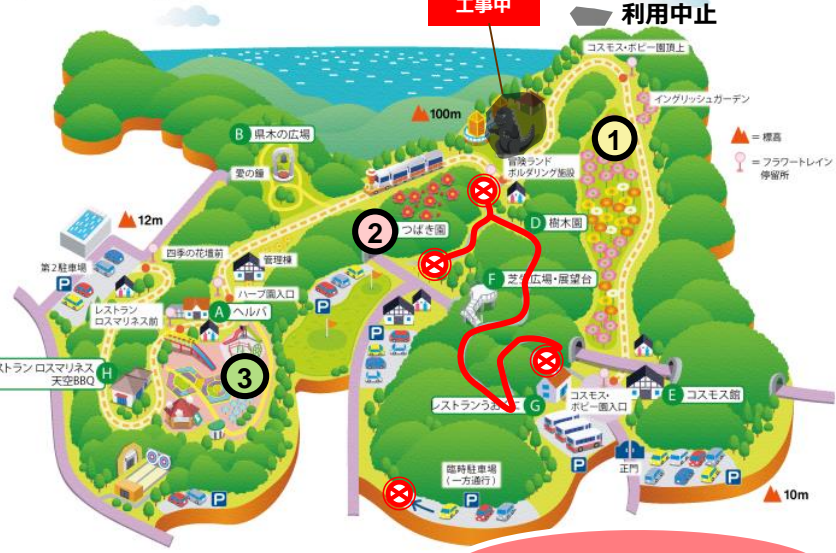 工事中
利用中止
コスモス・ポピー園頂上
イングリッシュガーデン
100m
B 県木の広場
1
= 標高
= フラワートレイン
停留所
愛の鐘
冒険ランド
ボルダリング施設
12m
2
つばき園
D 樹木園
四季の花壇前
管理棟
第2駐車場
P
F 芝生広場・展望台
ハーブ園入口
P
レストラン
ロスマリネス前
A ヘルバ
P
ストラン ロスマリネス
天空BBQ
H
3
レストランうお
G
コスモス・
ポピー園入口
E コスモス館
臨時駐車場
(一方通行)
P
正門
P
P
P
10m